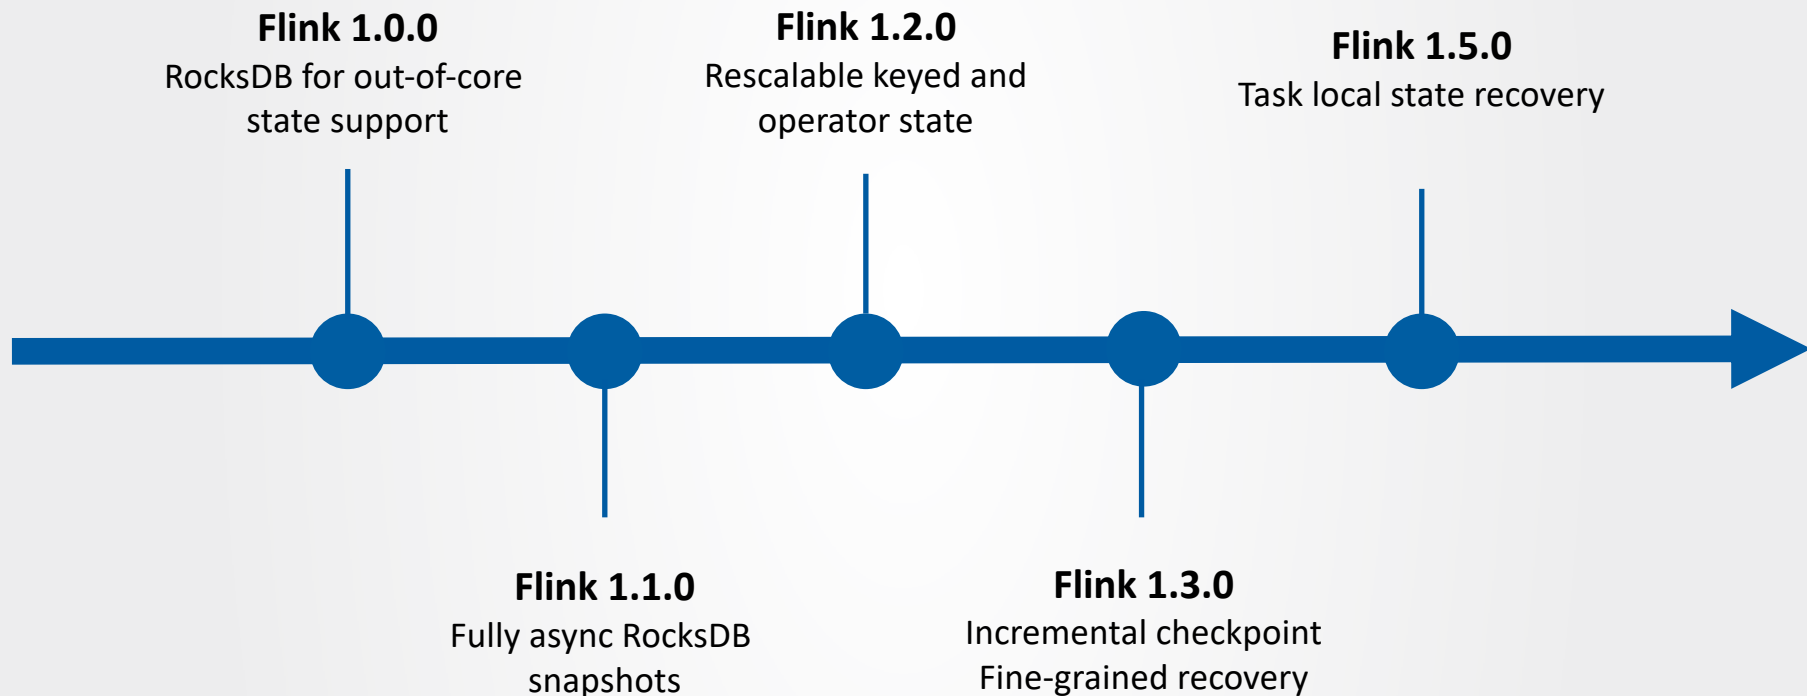 Flink 1.0.0
RocksDB for out-of-core
state support
Flink 1.1.0
Fully async RocksDB
snapshots
Flink 1.2.0
Rescalable keyed and
operator state
Flink 1.3.0
Incremental checkpoint
Fine-grained recovery
Flink 1.5.0
Task local state recovery